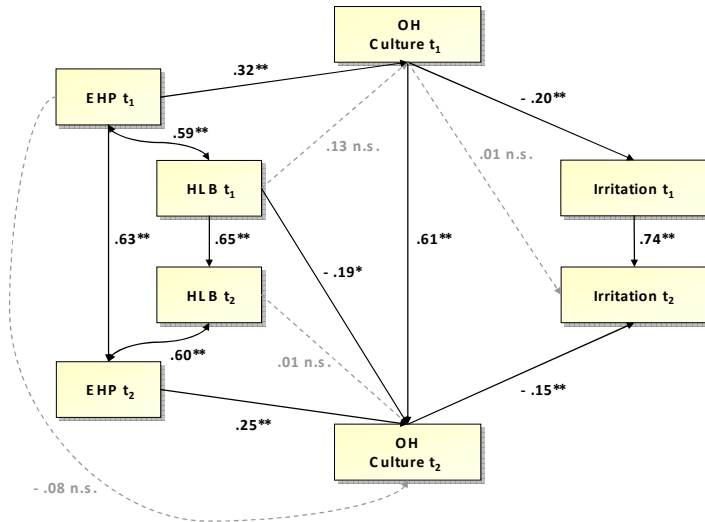 OH
Culture t₁
.32**
EHP t₁
- .20**
.59**
.13 n.s.
.01 n.s.
HLB t₁
Irritation t₁
.63**
.65**
- .19*
.61**
.74**
HLB t₂
Irritation t₂
.60**
.01 n.s.
EHP t₂
- .15**
.25**
OH
Culture t₂
- .08 n.s.